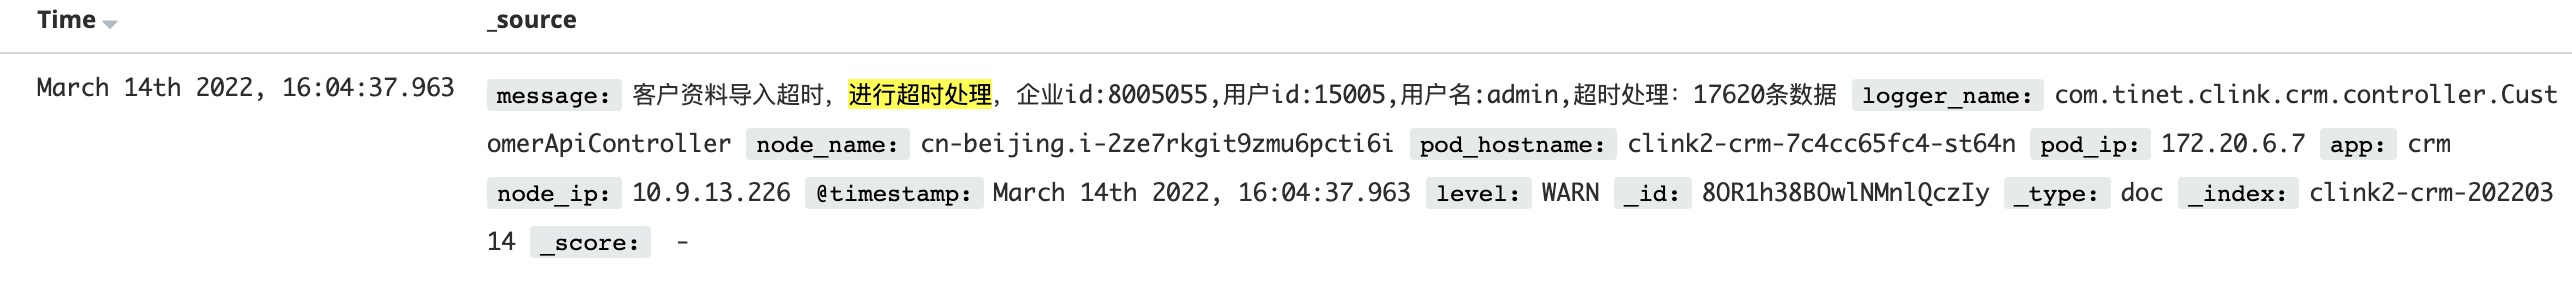 Time _source
March 14th 2022, 16:04:37.963 message: 客户资料导入超时, 进行超时处理, 企业id:8005055,用户id:15005,用户名:admin,超时处理: 17620条数据 logger_name: com.tinet.clink.crm.controller.Cust
omerApiController node_name: cn-beijing.i-2ze7rkgit9zmu6pcti6i pod_hostname: clink2-crm-7c4cc65fc4-st64n pod_ip: 172.20.6.7 app: crm
node_ip: 10.9.13.226 @timestamp: March 14th 2022, 16:04:37.963 level: WARN _id: 8OR1h38BOwlNMnlQczIy _type: doc _index: clink2-crm-202203
14 _score: -